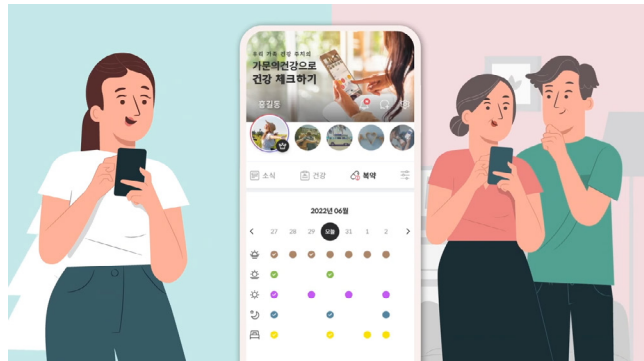 우리 가족 건강 주치의
가문의건강으로
건강 체크하기
홍길동
소식 건강 복약
2022년 06월
< 27 28 29 오늘 31 1 2 >